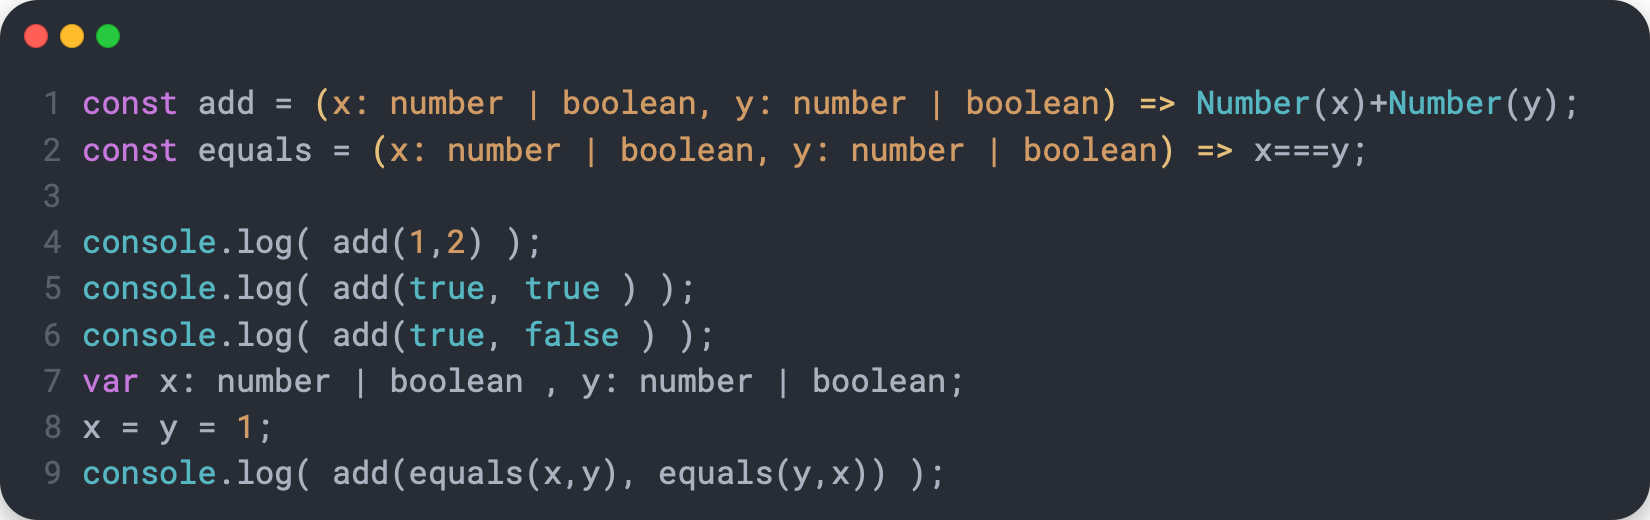 1 const add = (x: number | boolean, y: number | boolean) => Number(x)+Number(y);
2 const equals = (x: number | boolean, y: number | boolean) => x===y;
3
4 console.log( add(1,2) );
5 console.log( add(true, true ) );
6 console.log( add(true, false ) );
7 var x: number | boolean , y: number | boolean;
8 x = y = 1;
9 console.log( add(equals(x,y), equals(y,x)) );